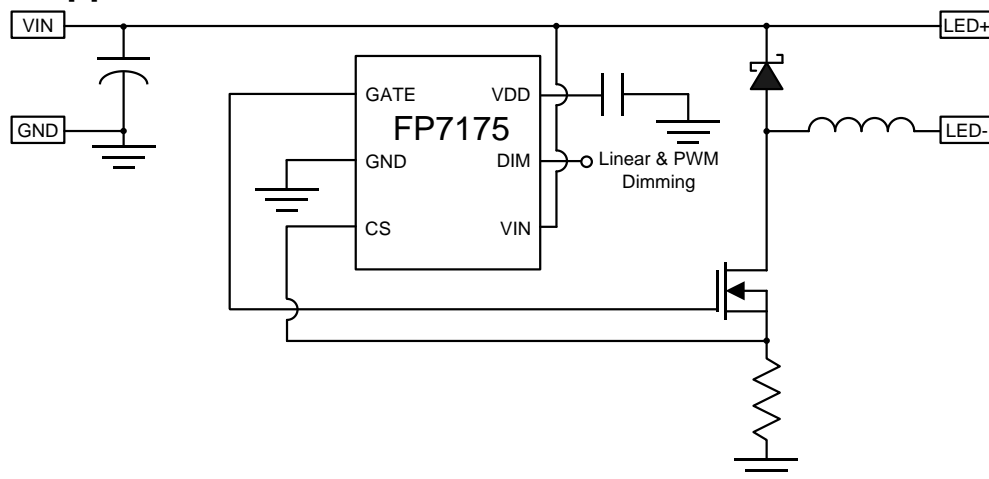 VIN
LED+
GATE
VDD
FP7175
GND
LED-
GND
DIM
Linear & PWM
Dimming
CS
VIN